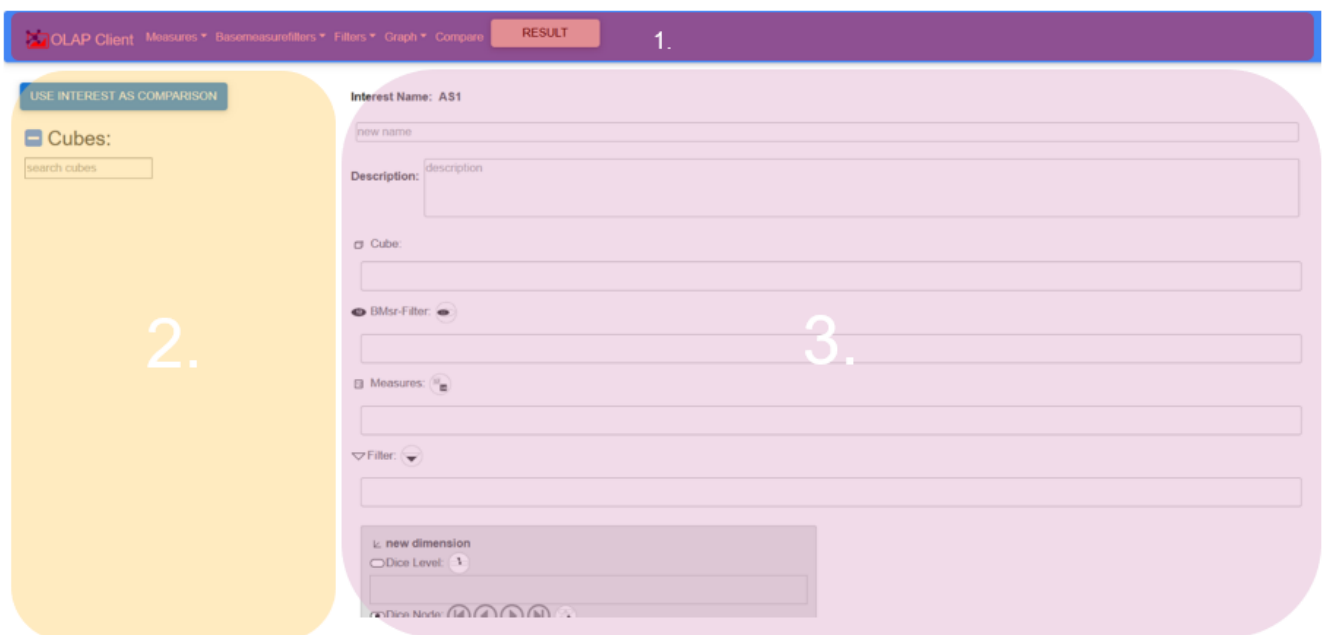 OLAP Client Measures Basemeasurefilters Filters Graph Compare RESULT
1.
USE INTEREST AS COMPARISON
Cubes:
search cubes
2.
Interest Name: AS1
new name
Description: description
Cube:
BMsr-Filter:
3.
Measures:
Filter:
new dimension
Dice Level:
Dice Node: